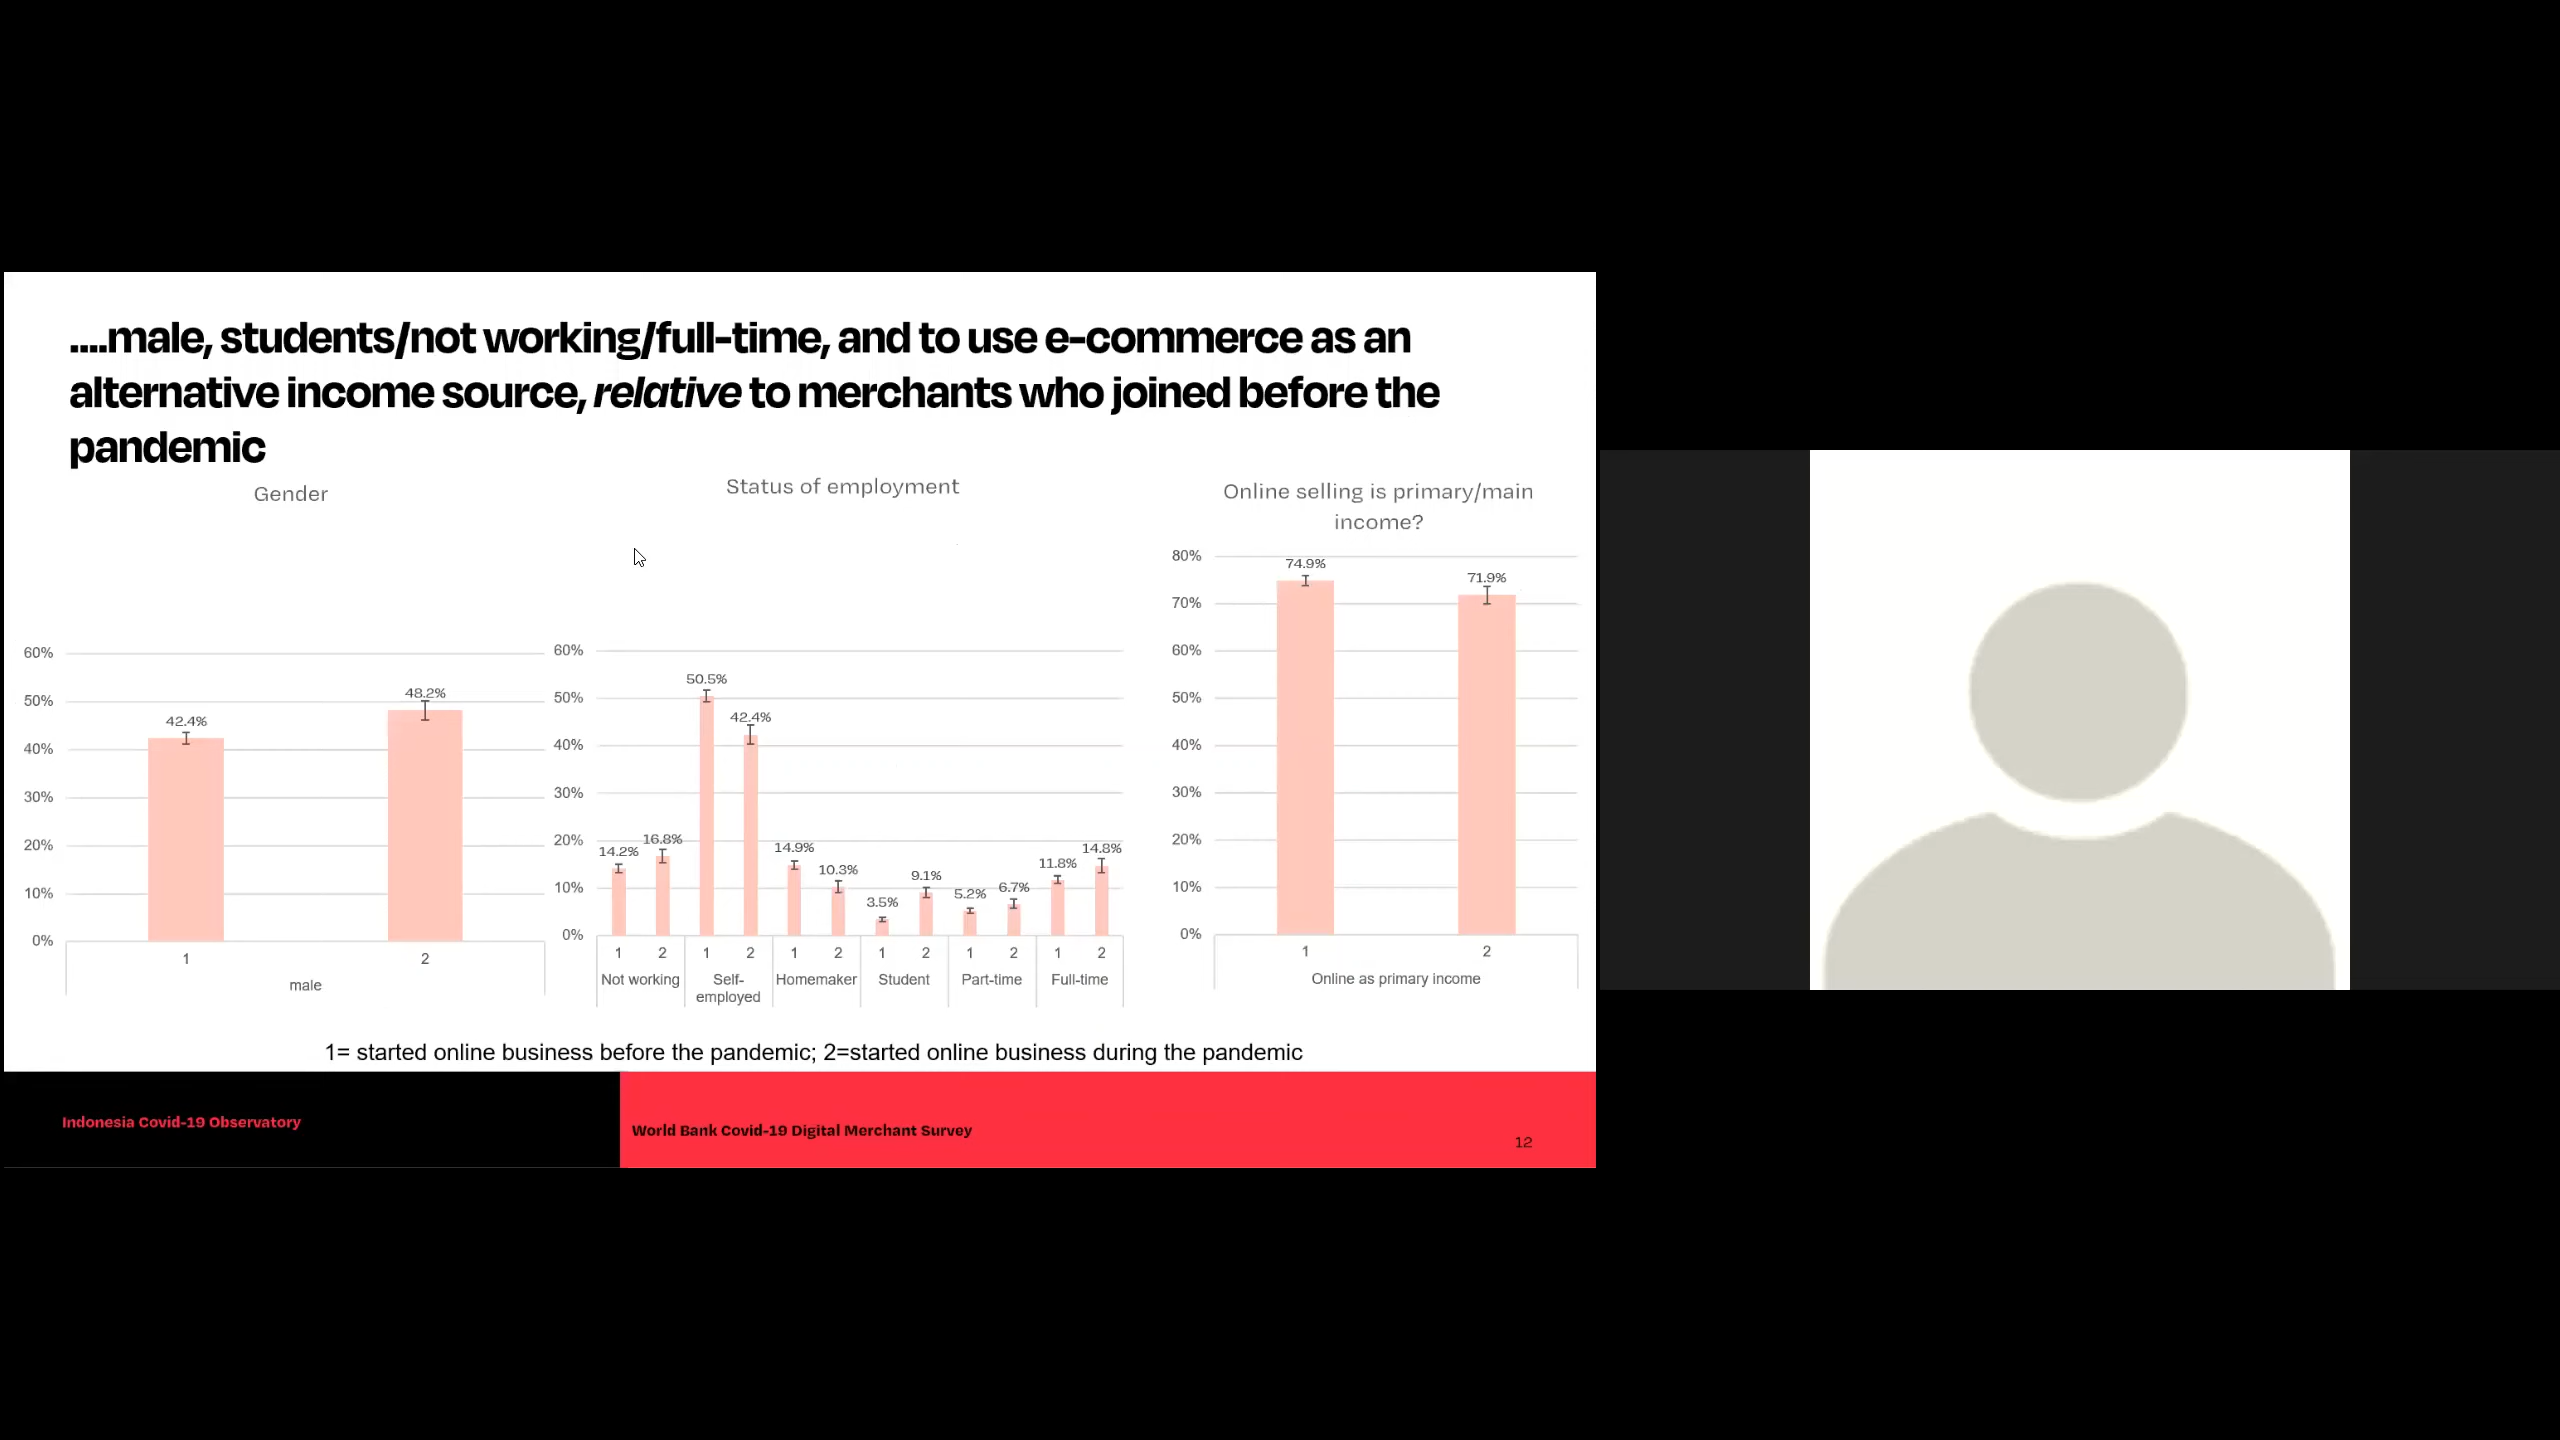 ....male, students/not working/full-time, and to use e-commerce as an
alternative income source, relative to merchants who joined before the
pandemic
Gender
60%
50%
40%
30%
20%
10%
0%
42.4%
48.2%
1
2
male
Status of employment
60%
50%
40%
30%
20%
10%
0%
14.2%
16.8%
50.5%
42.4%
14.9%
10.3%
3.5%
9.1%
5.2%
6.7%
11.8%
14.8%
1 2 1 2 1 2 1 2 1 2 1 2
Not working
Self-
employed
Homemaker
Student
Part-time
Full-time
Online selling is primary/main
income?
80%
70%
60%
50%
40%
30%
20%
10%
0%
74.9%
71.9%
1
2
Online as primary income
1= started online business before the pandemic; 2=started online business during the pandemic
Indonesia Covid-19 Observatory
World Bank Covid-19 Digital Merchant Survey
12